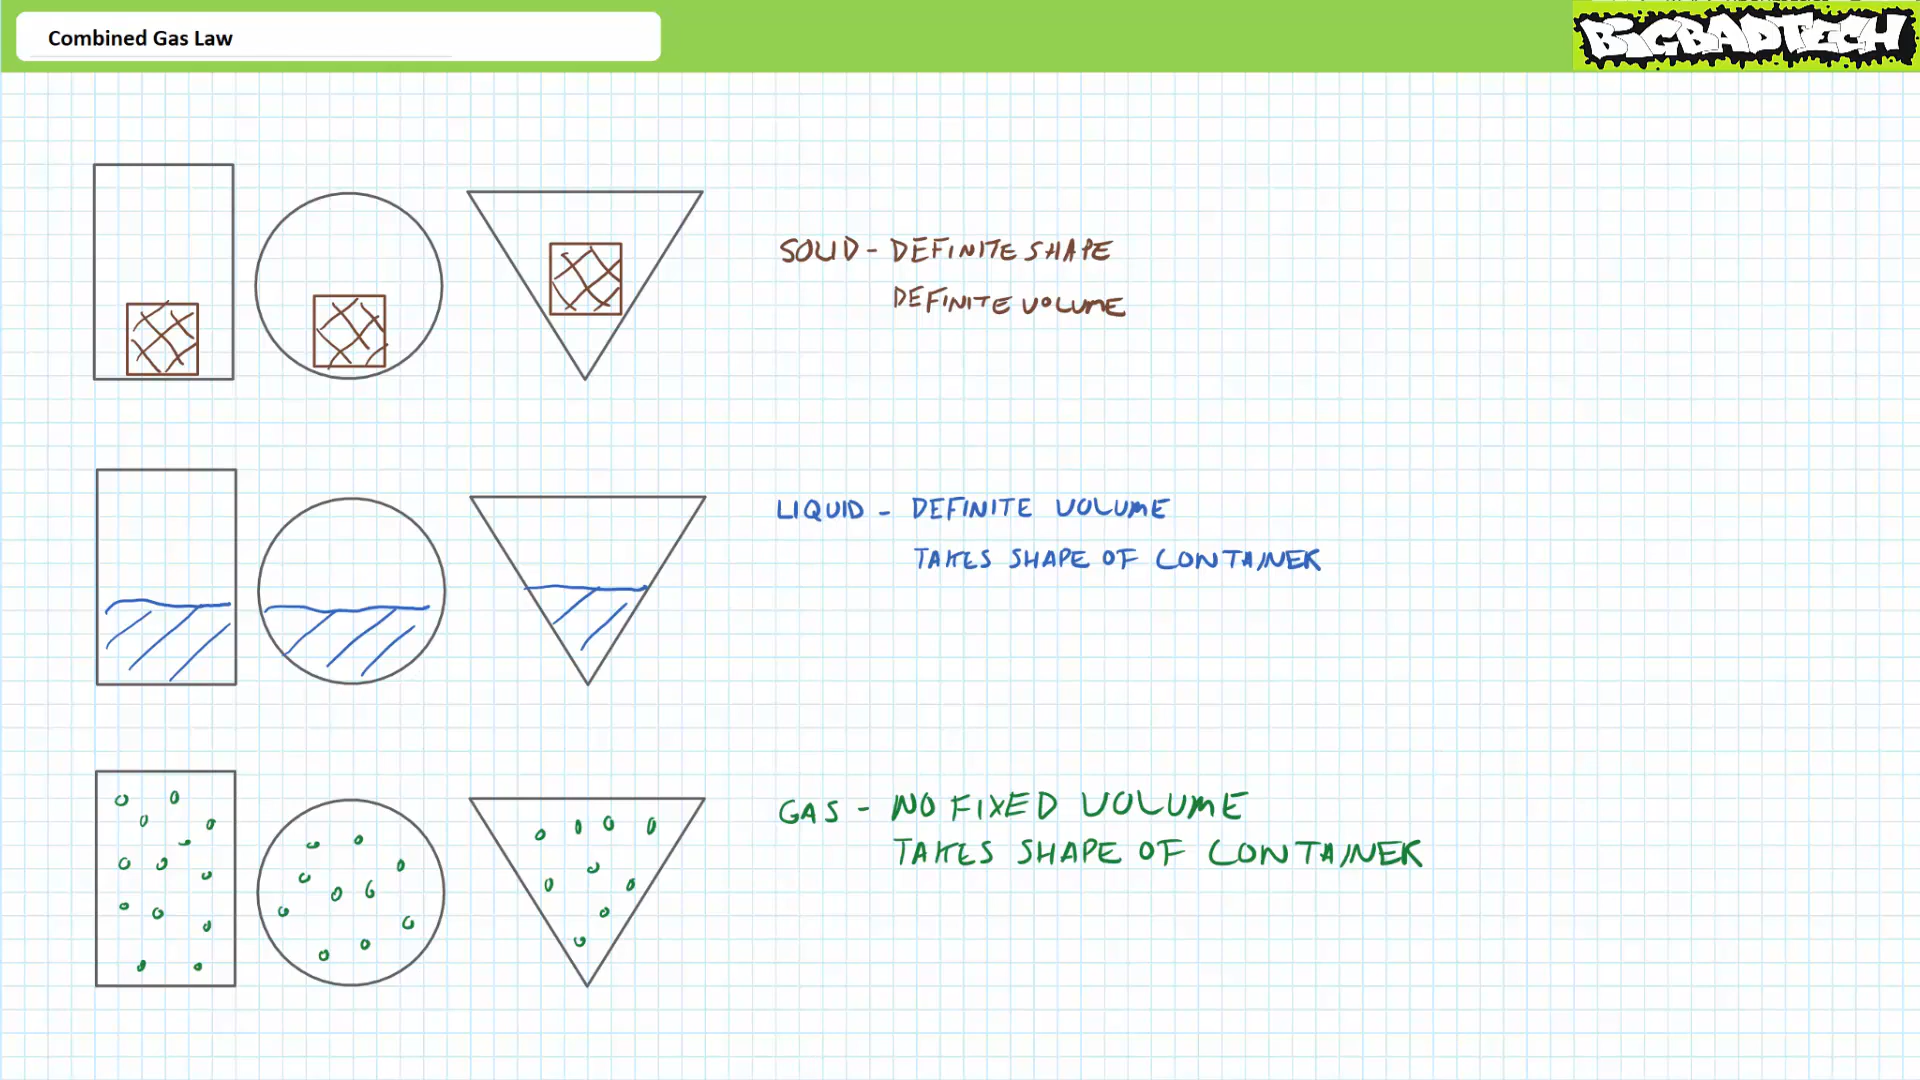 Combined Gas Law
BIGBADTECH
SOLID - DEFINITE SHAPE
DEFINITE VOLUME
LIQUID - DEFINITE VOLUME
TAKES SHAPE OF CONTAINER
GAS - NO FIXED VOLUME
TAKES SHAPE OF CONTAINER